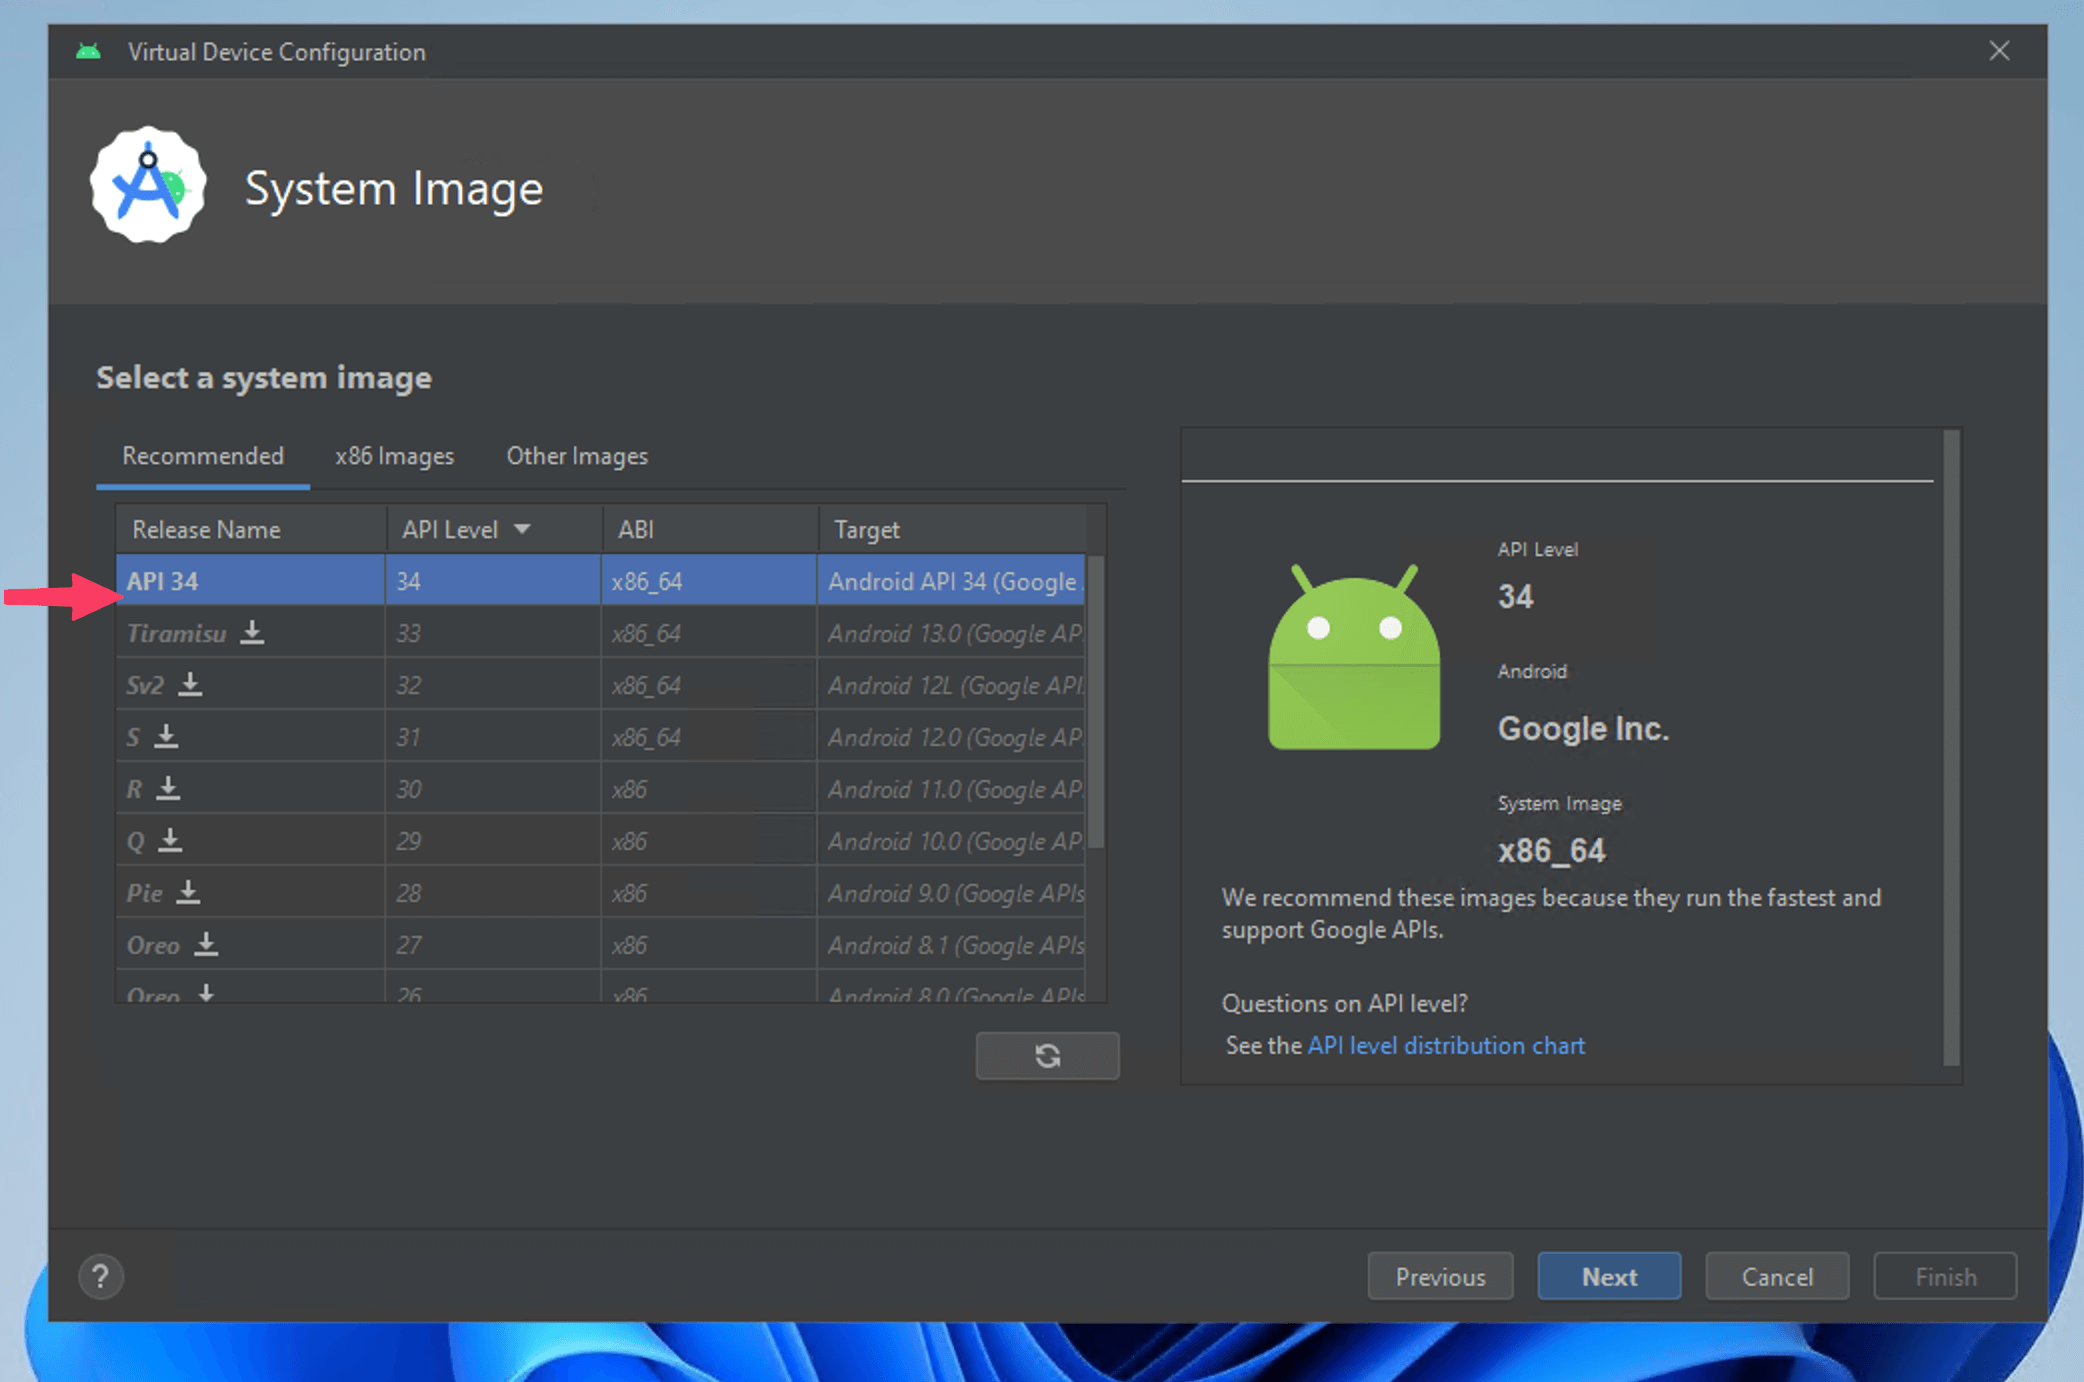 Virtual Device Configuration
System Image
Select a system image
Recommended x86 Images Other Images
Release Name API Level ABI Target
API 34 34 x86_64 Android API 34 (Google
Tiramisu 33 x86_64 Android 13.0 (Google AP
Sv2 32 x86_64 Android 12L (Google API
S 31 x86_64 Android 12.0 (Google AP
R 30 x86 Android 11.0 (Google AP
Q 29 x86 Android 10.0 (Google AP
Pie 28 x86 Android 9.0 (Google APIs
Oreo 27 x86 Android 8.1 (Google APIs
Oreo 26 x86 Android 8.0 (Google APIs
API Level
34
Android
Google Inc.
System Image
x86_64
We recommend these images because they run the fastest and
support Google APIs.
Questions on API level?
See the API level distribution chart
?
Previous Next Cancel Finish